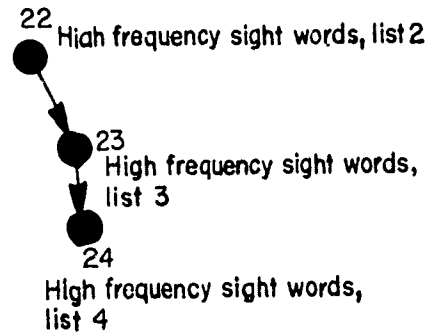 22
Hiah frequency sight words, list 2
23
High frequency sight words,
list 3
24
High frequency sight words,
list 4